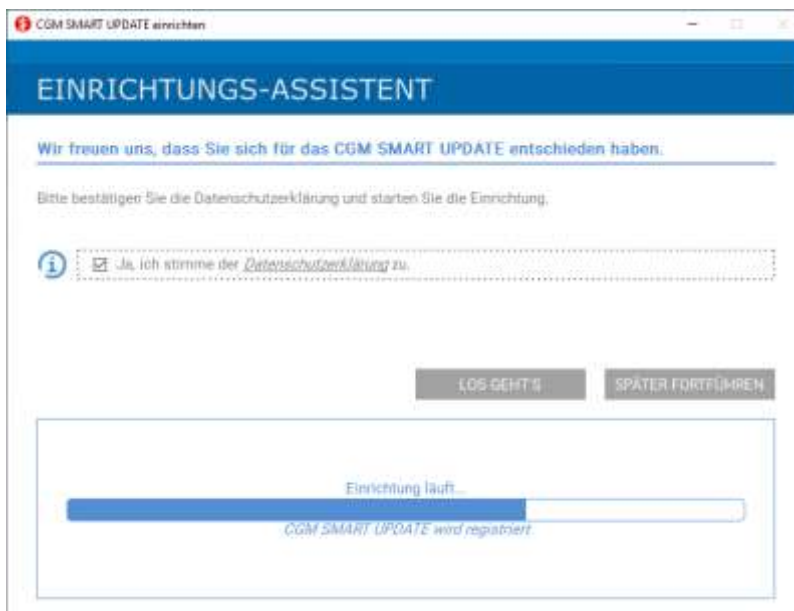 CGM SMART UPDATE einrichten
EINRICHTUNGS-ASSISTENT
Wir freuen uns, dass Sie sich für das CGM SMART UPDATE entschieden haben.
Bitte bestätigen Sie die Datenschutzerklärung und starten Sie die Einrichtung.
Ja, ich stimme der Datenschutzerklärung zu.
LOS GEHT'S
SPÄTER FORTFÜHREN
Einrichtung läuft...
CGM SMART UPDATE wird registriert